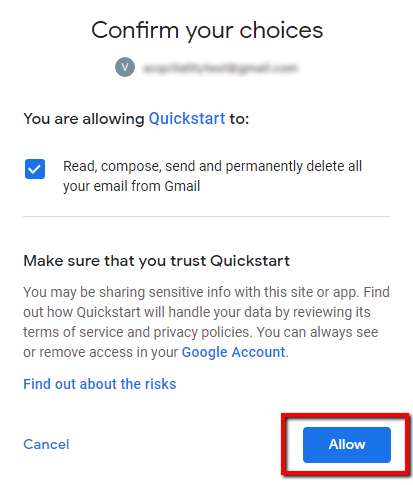 Confirm your choices
V
You are allowing Quickstart to:
Read, compose, send and permanently delete all
your email from Gmail
Make sure that you trust Quickstart
You may be sharing sensitive info with this site or app. Find
out how Quickstart will handle your data by reviewing its
terms of service and privacy policies. You can always see
or remove access in your Google Account.
Find out about the risks
Cancel
Allow